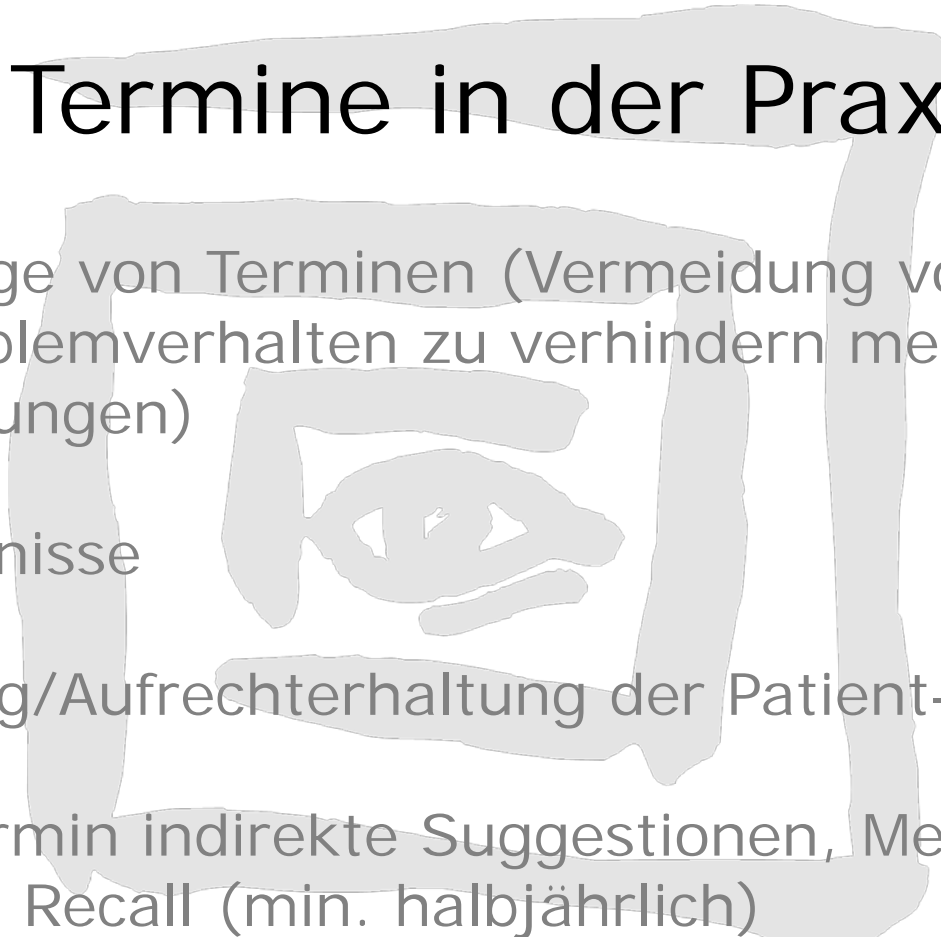 Termine in der Prax
ge von Terminen (Vermeidung vo
blemverhalten zu verhindern me
ungen)
nisse
g/Aufrechterhaltung der Patient-
rmin indirekte Suggestionen, Me
Recall (min. halbjährlich)